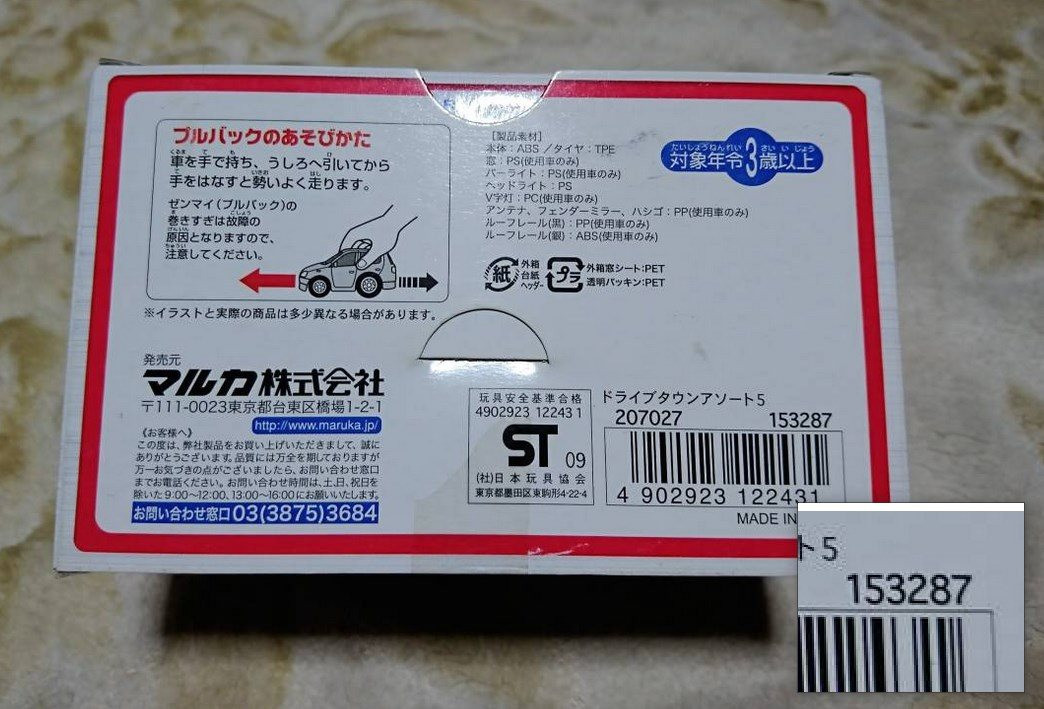 プルバックのあそびかた
車を手で持ち、うしろへ引いてから
手をはなすと勢いよく走ります。
ゼンマイ(プルバック)の
巻きすぎは故障の
原因となりますので、
注意してください。
※イラストと実際の商品は多少異なる場合があります。
[製品素材]
本体:ABS／タイヤ:TPE
窓:PS(使用車のみ)
バーライト:PS(使用車のみ)
ヘッドライト:PS
V字灯:PC(使用車のみ)
アンテナ、フェンダーミラー、ハシゴ:PP(使用車のみ)
ルーフレール(黒):PP(使用車のみ)
ルーフレール(銀):ABS(使用車のみ)
たいしょうねんれい さい い じょう
対象年令3歳以上
紙
外箱
台紙
ヘッダー
プラ
外箱窓シート:PET
透明パッキン:PET
発売元
マルカ株式会社
〒111-0023東京都台東区橋場1-2-1
http://www.maruka.jp/
《お客様へ》
この度は、弊社製品をお買い上げいただきまして、誠に
ありがとうございます。品質には万全を期しておりますが
万一お気づきの点がございましたら、お問い合わせ窓口
までお電話ください。お問い合わせ時間は、土、日、祝日を
除いた9:00〜12:00、13:00〜16:00にお願いいたします。
お問い合わせ窓口03(3875)3684
玩具安全基準合格
4902923 122431
ST 09
(社)日本玩具協会
東京都墨田区東駒形4-22-4
ドライブタウンアソート5
207027 153287
4 902923 122431
MADE IN
ト5
153287